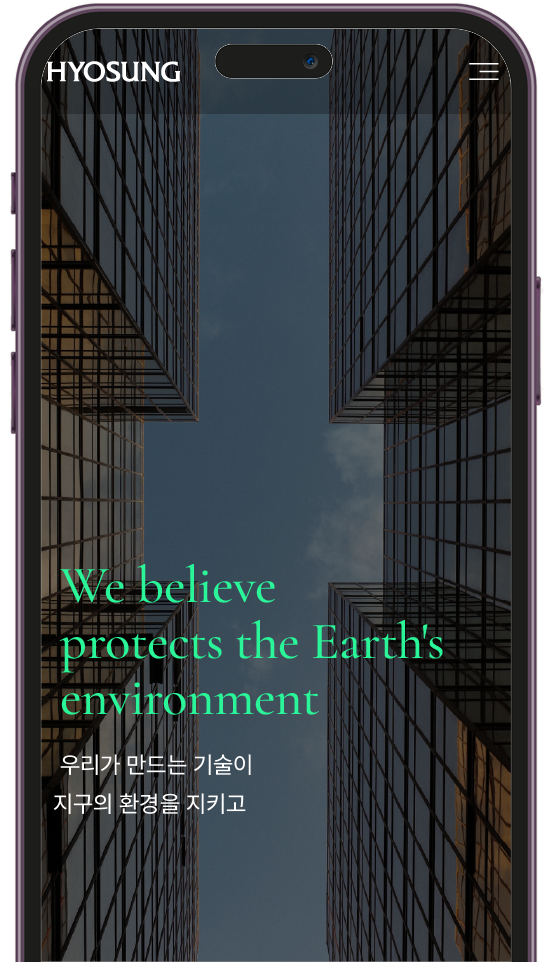 HYOSUNG
We believe
protects the Earth's
environment
우리가 만드는 기술이
지구의 환경을 지키고